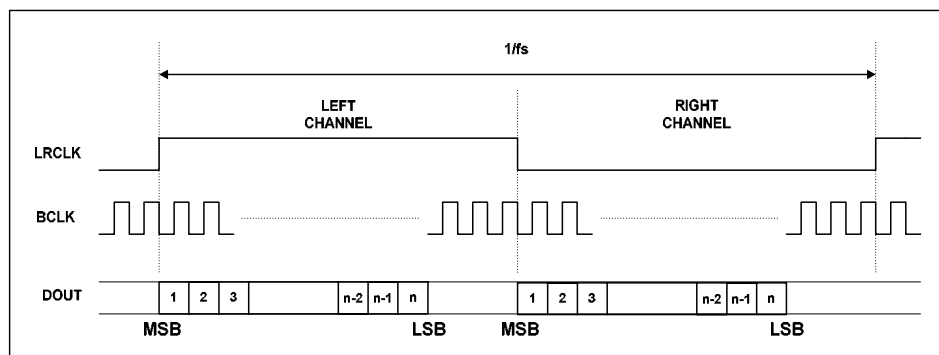 1/fs
LEFT
CHANNEL
RIGHT
CHANNEL
LRCLK
BCLK
DOUT
1 2 3 n-2 n-1 n 1 2 3 n-2 n-1 n
MSB LSB MSB LSB